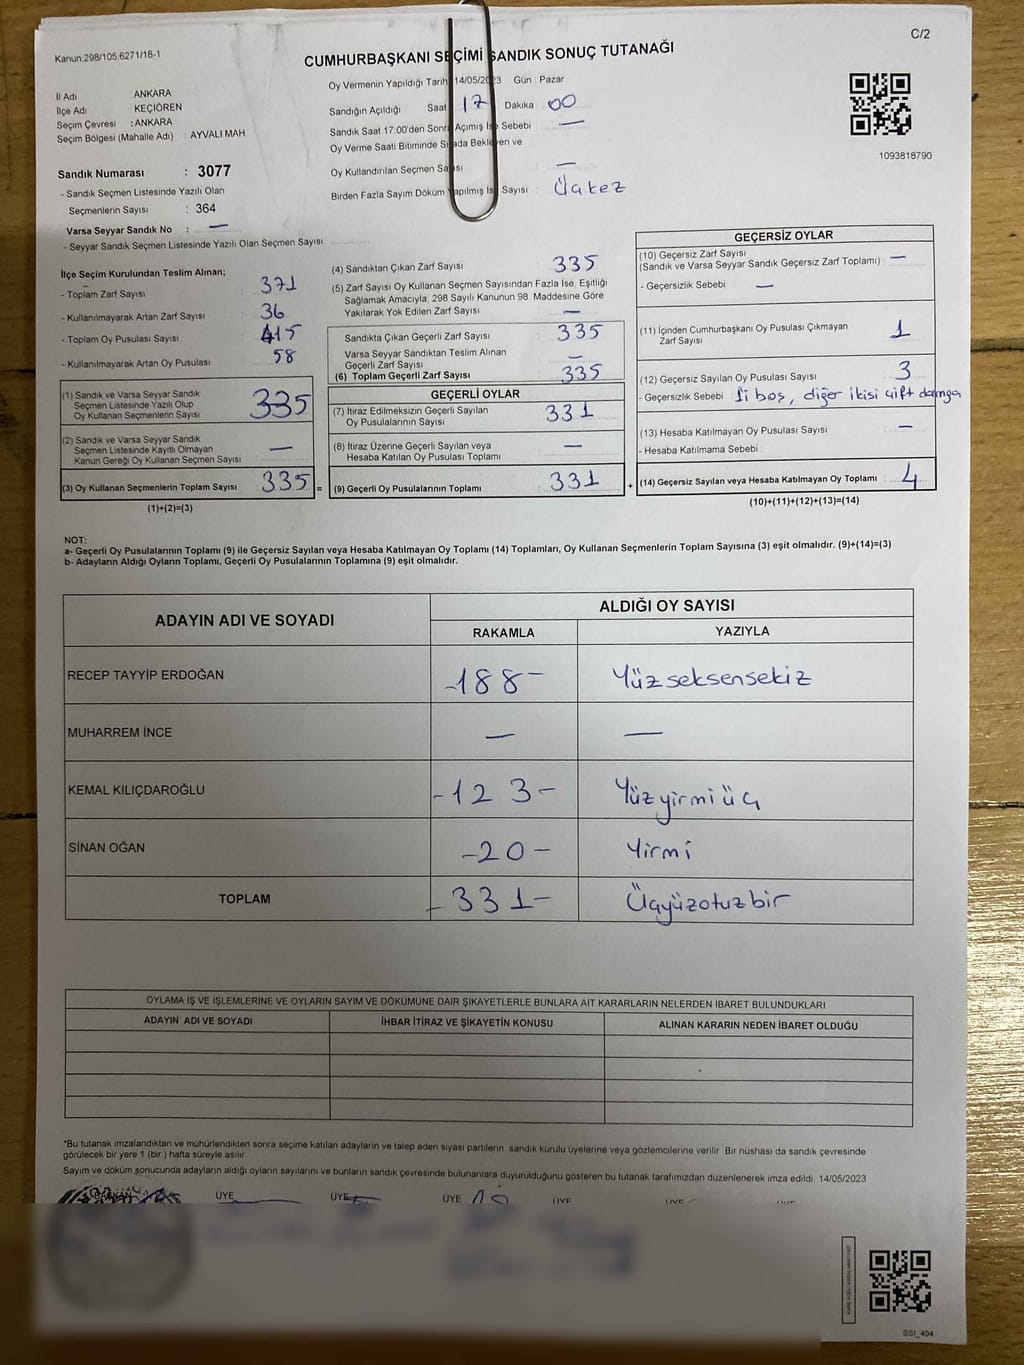 C/2
Kanun.298/105.6271/18-1
CUMHURBAŞKANI SEÇİMİ SANDIK SONUÇ TUTANAĞI
İl Adı : ANKARA
İlçe Adı : KEÇİÖREN
Seçim Çevresi : ANKARA
Seçim Bölgesi (Mahalle Adı) : AYVALI MAH.
Sandık Numarası : 3077
- Sandık Seçmen Listesinde Yazılı Olan
Seçmenlerin Sayısı : 364
Varsa Seyyar Sandık No : —
- Seyyar Sandık Seçmen Listesinde Yazılı Olan Seçmen Sayısı
Oy Vermenin Yapıldığı Tarih 14/05/2023 Gün : Pazar
Sandığın Açıldığı Saat 17 Dakika 00
Sandık Saat 17.00'den Sonra Açımış İse Sebebi : —
Oy Verme Saati Bitiminde Sırada Bekleyen ve
Oy Kullandırılan Seçmen Sayısı : —
Birden Fazla Sayım Döküm Yapılmış İse Sayısı : Üç kez
1093818790
İlçe Seçim Kurulundan Teslim Alınan;
- Toplam Zarf Sayısı : 371
- Kullanılmayarak Artan Zarf Sayısı : 36
- Toplam Oy Pusulası Sayısı : 415
- Kullanılmayarak Artan Oy Pusulası : 58
(1) Sandık ve Varsa Seyyar Sandık
Seçmen Listesinde Yazılı Olup
Oy Kullanan Seçmenlerin Sayısı : 335
(2) Sandık ve Varsa Seyyar Sandık
Seçmen Listesinde Kayıtlı Olmayan
Kanun Gereği Oy Kullanan Seçmen Sayısı : —
(3) Oy Kullanan Seçmenlerin Toplam Sayısı : 335 =
(1)+(2)=(3)
(4) Sandıktan Çıkan Zarf Sayısı : 335
(5) Zarf Sayısı Oy Kullanan Seçmen Sayısından Fazla İse, Eşitliği
Sağlamak Amacıyla; 298 Sayılı Kanunun 98. Maddesine Göre
Yakılarak Yok Edilen Zarf Sayısı : —
Sandıkta Çıkan Geçerli Zarf Sayısı : 335
Varsa Seyyar Sandıktan Teslim Alınan
Geçerli Zarf Sayısı : —
(6) Toplam Geçerli Zarf Sayısı : 335
GEÇERLİ OYLAR
(7) İtiraz Edilmeksizin Geçerli Sayılan
Oy Pusulalarının Sayısı : 331
(8) İtiraz Üzerine Geçerli Sayılan veya
Hesaba Katılan Oy Pusulası Toplamı : —
(9) Geçerli Oy Pusulalarının Toplamı : 331 +
GEÇERSİZ OYLAR
(10) Geçersiz Zarf Sayısı
(Sandık ve Varsa Seyyar Sandık Geçersiz Zarf Toplamı) : —
- Geçersizlik Sebebi : —
(11) İçinden Cumhurbaşkanı Oy Pusulası Çıkmayan
Zarf Sayısı : 1
(12) Geçersiz Sayılan Oy Pusulası Sayısı : 3
- Geçersizlik Sebebi : 1i boş, diğer ikisi çift damga
(13) Hesaba Katılmayan Oy Pusulası Sayısı : —
- Hesaba Katılmama Sebebi :
(14) Geçersiz Sayılan veya Hesaba Katılmayan Oy Toplamı : 4
(10)+(11)+(12)+(13)=(14)
NOT:
a- Geçerli Oy Pusulalarının Toplamı (9) ile Geçersiz Sayılan veya Hesaba Katılmayan Oy Toplamı (14) Toplamları, Oy Kullanan Seçmenlerin Toplam Sayısına (3) eşit olmalıdır. (9)+(14)=(3)
b- Adayların Aldığı Oyların Toplamı, Geçerli Oy Pusulalarının Toplamına (9) eşit olmalıdır.
ADAYIN ADI VE SOYADI ALDIĞI OY SAYISI
RAKAMLA YAZIYLA
RECEP TAYYİP ERDOĞAN -188- Yüzseksensekiz
MUHARREM İNCE — —
KEMAL KILIÇDAROĞLU -123- Yüzyirmiüç
SİNAN OĞAN -20- Yirmi
TOPLAM -331- Üçyüzotuzbir
OYLAMA İŞ VE İŞLEMLERİNE VE OYLARIN SAYIM VE DÖKÜMÜNE DAİR ŞİKAYETLERLE BUNLARA AİT KARARLARIN NELERDEN İBARET BULUNDUKLARI
ADAYIN ADI VE SOYADI İHBAR İTİRAZ VE ŞİKAYETİN KONUSU ALINAN KARARIN NEDEN İBARET OLDUĞU
*Bu tutanak imzalandıktan ve mühürlendikten sonra seçime katılan adayların ve talep eden siyasi partilerin sandık kurulu üyelerine veya gözlemcilerine verilir. Bir nüshası da sandık çevresinde
görülecek bir yere 1 (bir ) hafta süreyle asılır
Sayım ve döküm sonucunda adayların aldığı oyların sayılarını ve bunların sandık çevresinde bulunanlara duyurulduğunu gösteren bu tutanak tarafımızdan düzenlenerek imza edildi. 14/05/2023
BAŞKAN ÜYE ÜYE ÜYE ÜYE ÜYE
SSI_404